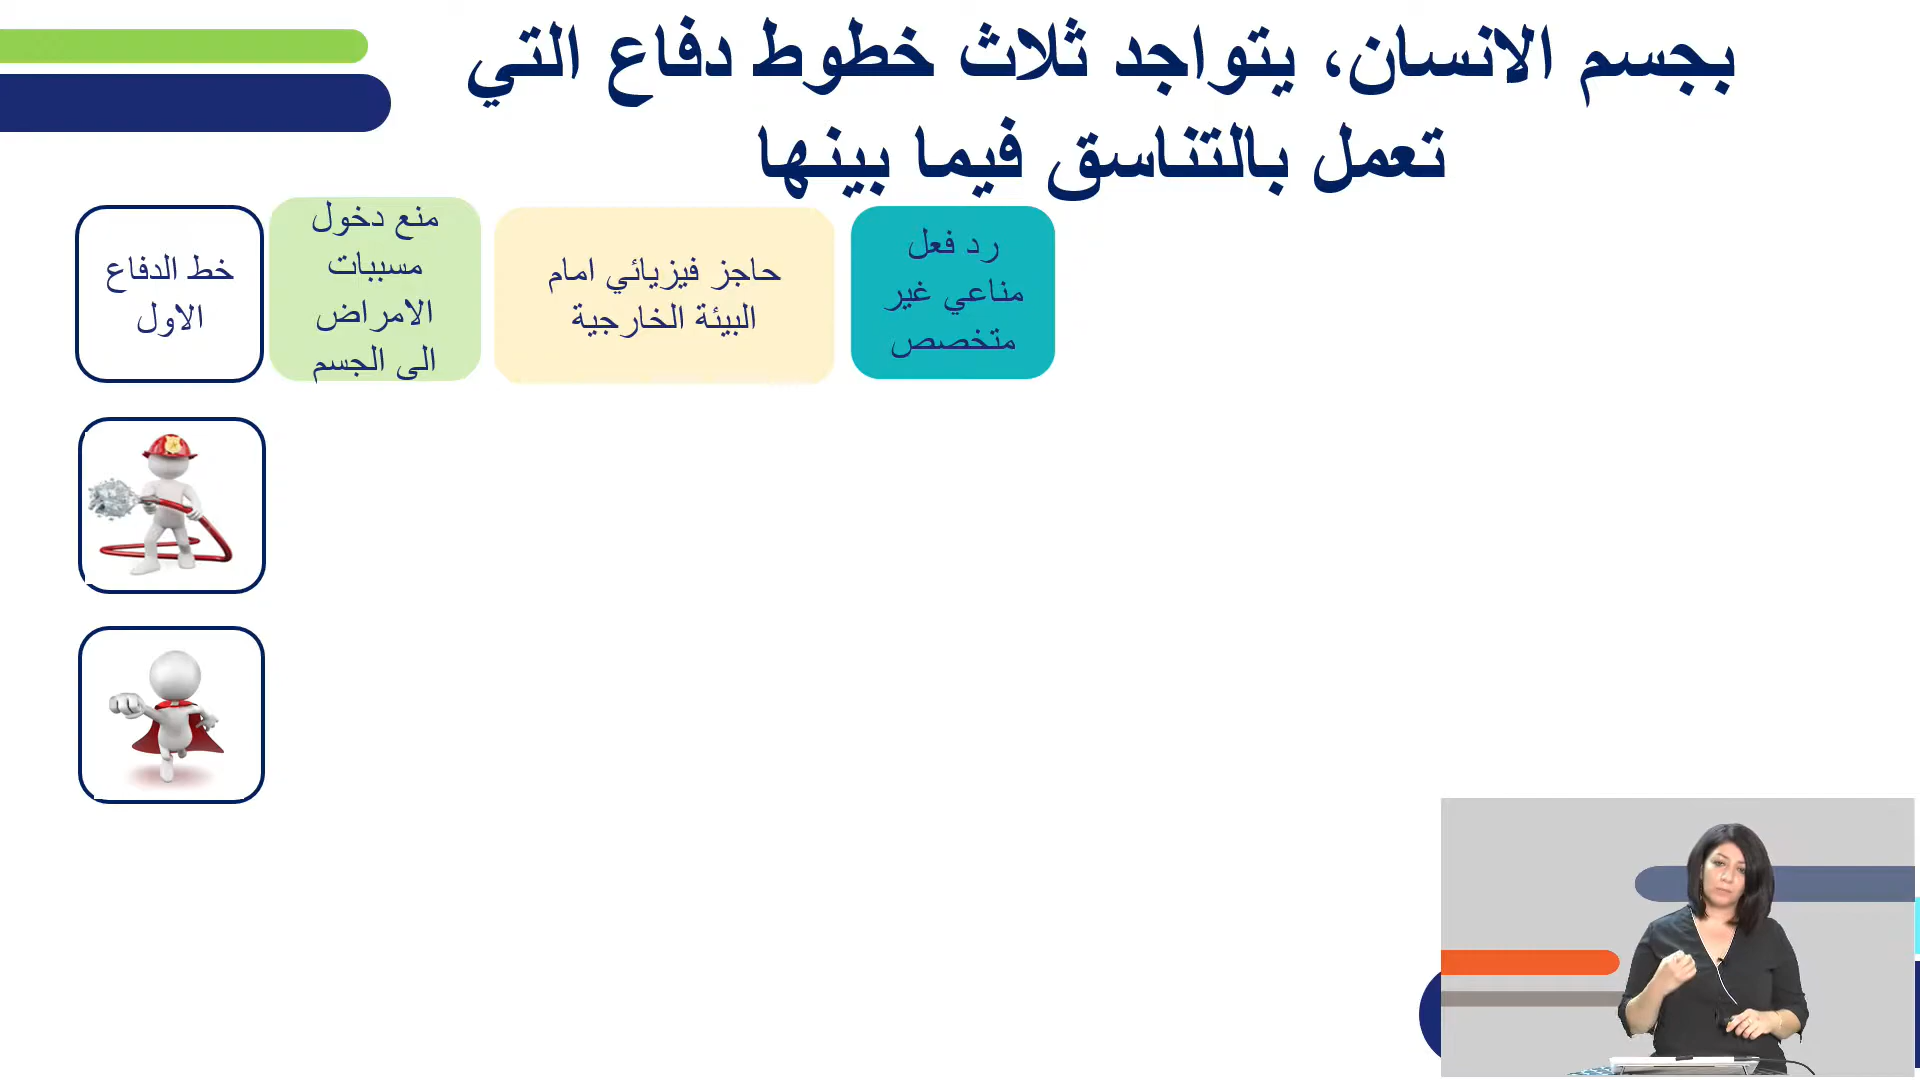 بجسم الانسان، يتواجد ثلاث خطوط دفاع التي
تعمل بالتناسق فيما بينها
خط الدفاع
الاول
منع دخول
مسببات
الامراض
الى الجسم
حاجز فيزيائي امام
البيئة الخارجية
رد فعل
مناعي غير
متخصص